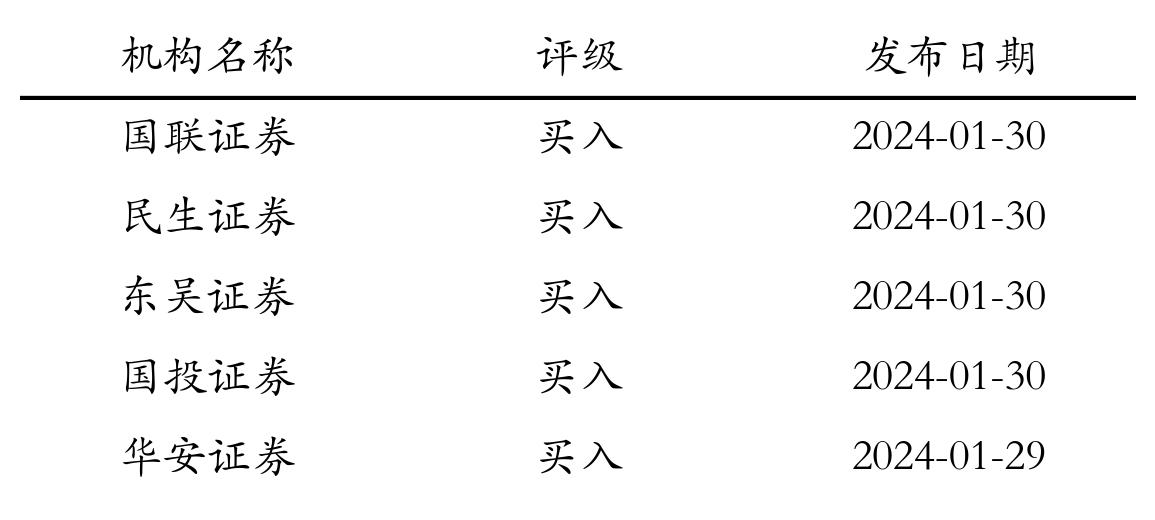 机构名称 评级 发布日期
国联证券 买入 2024-01-30
民生证券 买入 2024-01-30
东吴证券 买入 2024-01-30
国投证券 买入 2024-01-30
华安证券 买入 2024-01-29